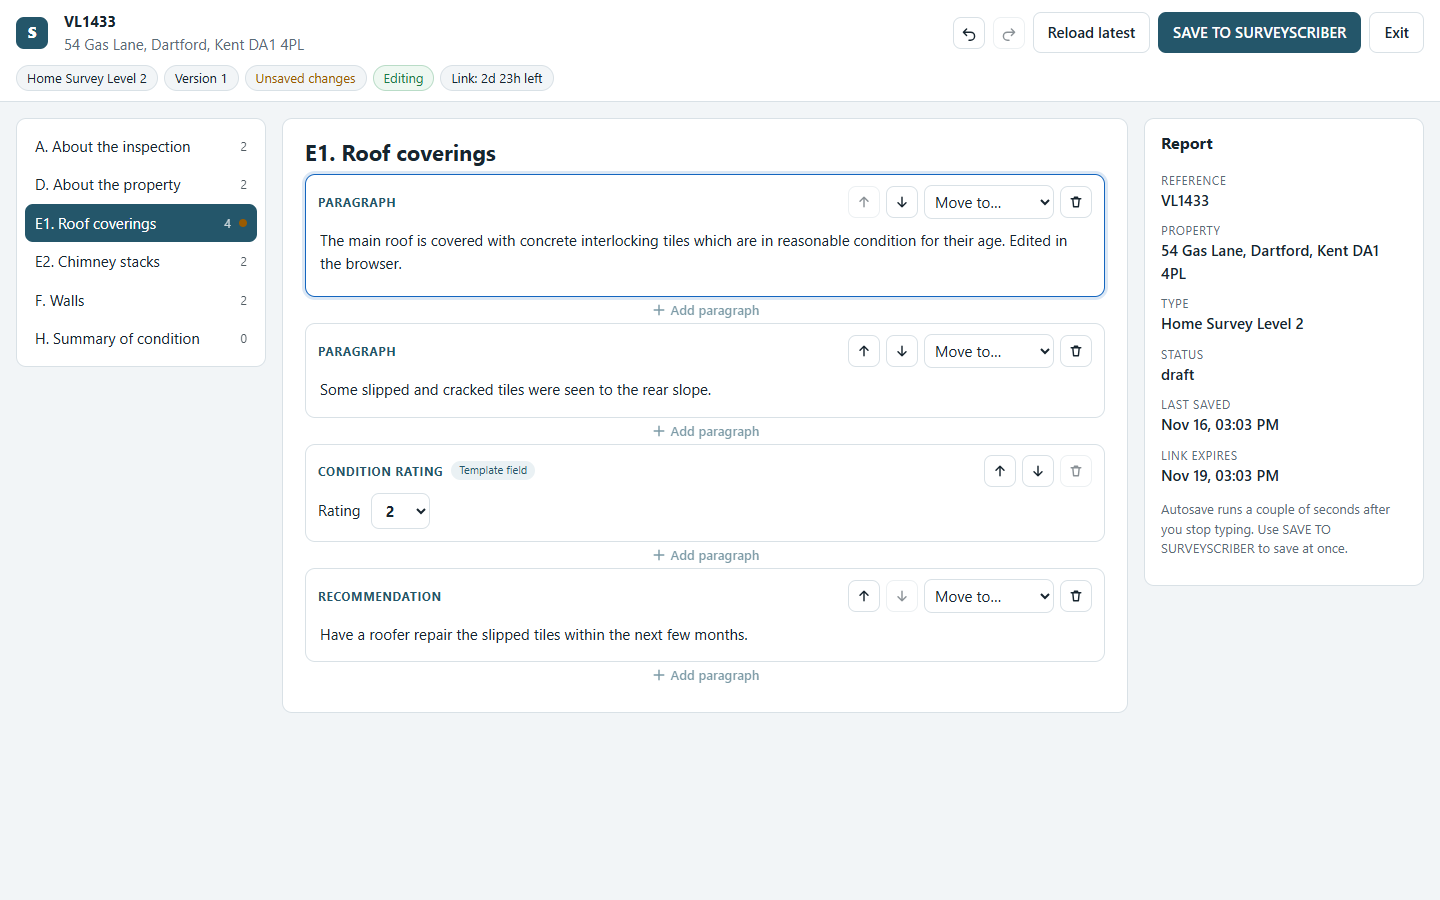 S
VL1433
54 Gas Lane, Dartford, Kent DA1 4PL
Reload latest
SAVE TO SURVEYSCRIBER
Exit
Home Survey Level 2
Version 1
Unsaved changes
Editing
Link: 2d 23h left
A. About the inspection 2
D. About the property 2
E1. Roof coverings 4
E2. Chimney stacks 2
F. Walls 2
H. Summary of condition 0
E1. Roof coverings
PARAGRAPH
Move to...
The main roof is covered with concrete interlocking tiles which are in reasonable condition for their age. Edited in
the browser.
+ Add paragraph
PARAGRAPH
Move to...
Some slipped and cracked tiles were seen to the rear slope.
+ Add paragraph
CONDITION RATING
Template field
Rating 2
+ Add paragraph
RECOMMENDATION
Move to...
Have a roofer repair the slipped tiles within the next few months.
+ Add paragraph
Report
REFERENCE
VL1433
PROPERTY
54 Gas Lane, Dartford, Kent DA1
4PL
TYPE
Home Survey Level 2
STATUS
draft
LAST SAVED
Nov 16, 03:03 PM
LINK EXPIRES
Nov 19, 03:03 PM
Autosave runs a couple of seconds after
you stop typing. Use SAVE TO
SURVEYSCRIBER to save at once.